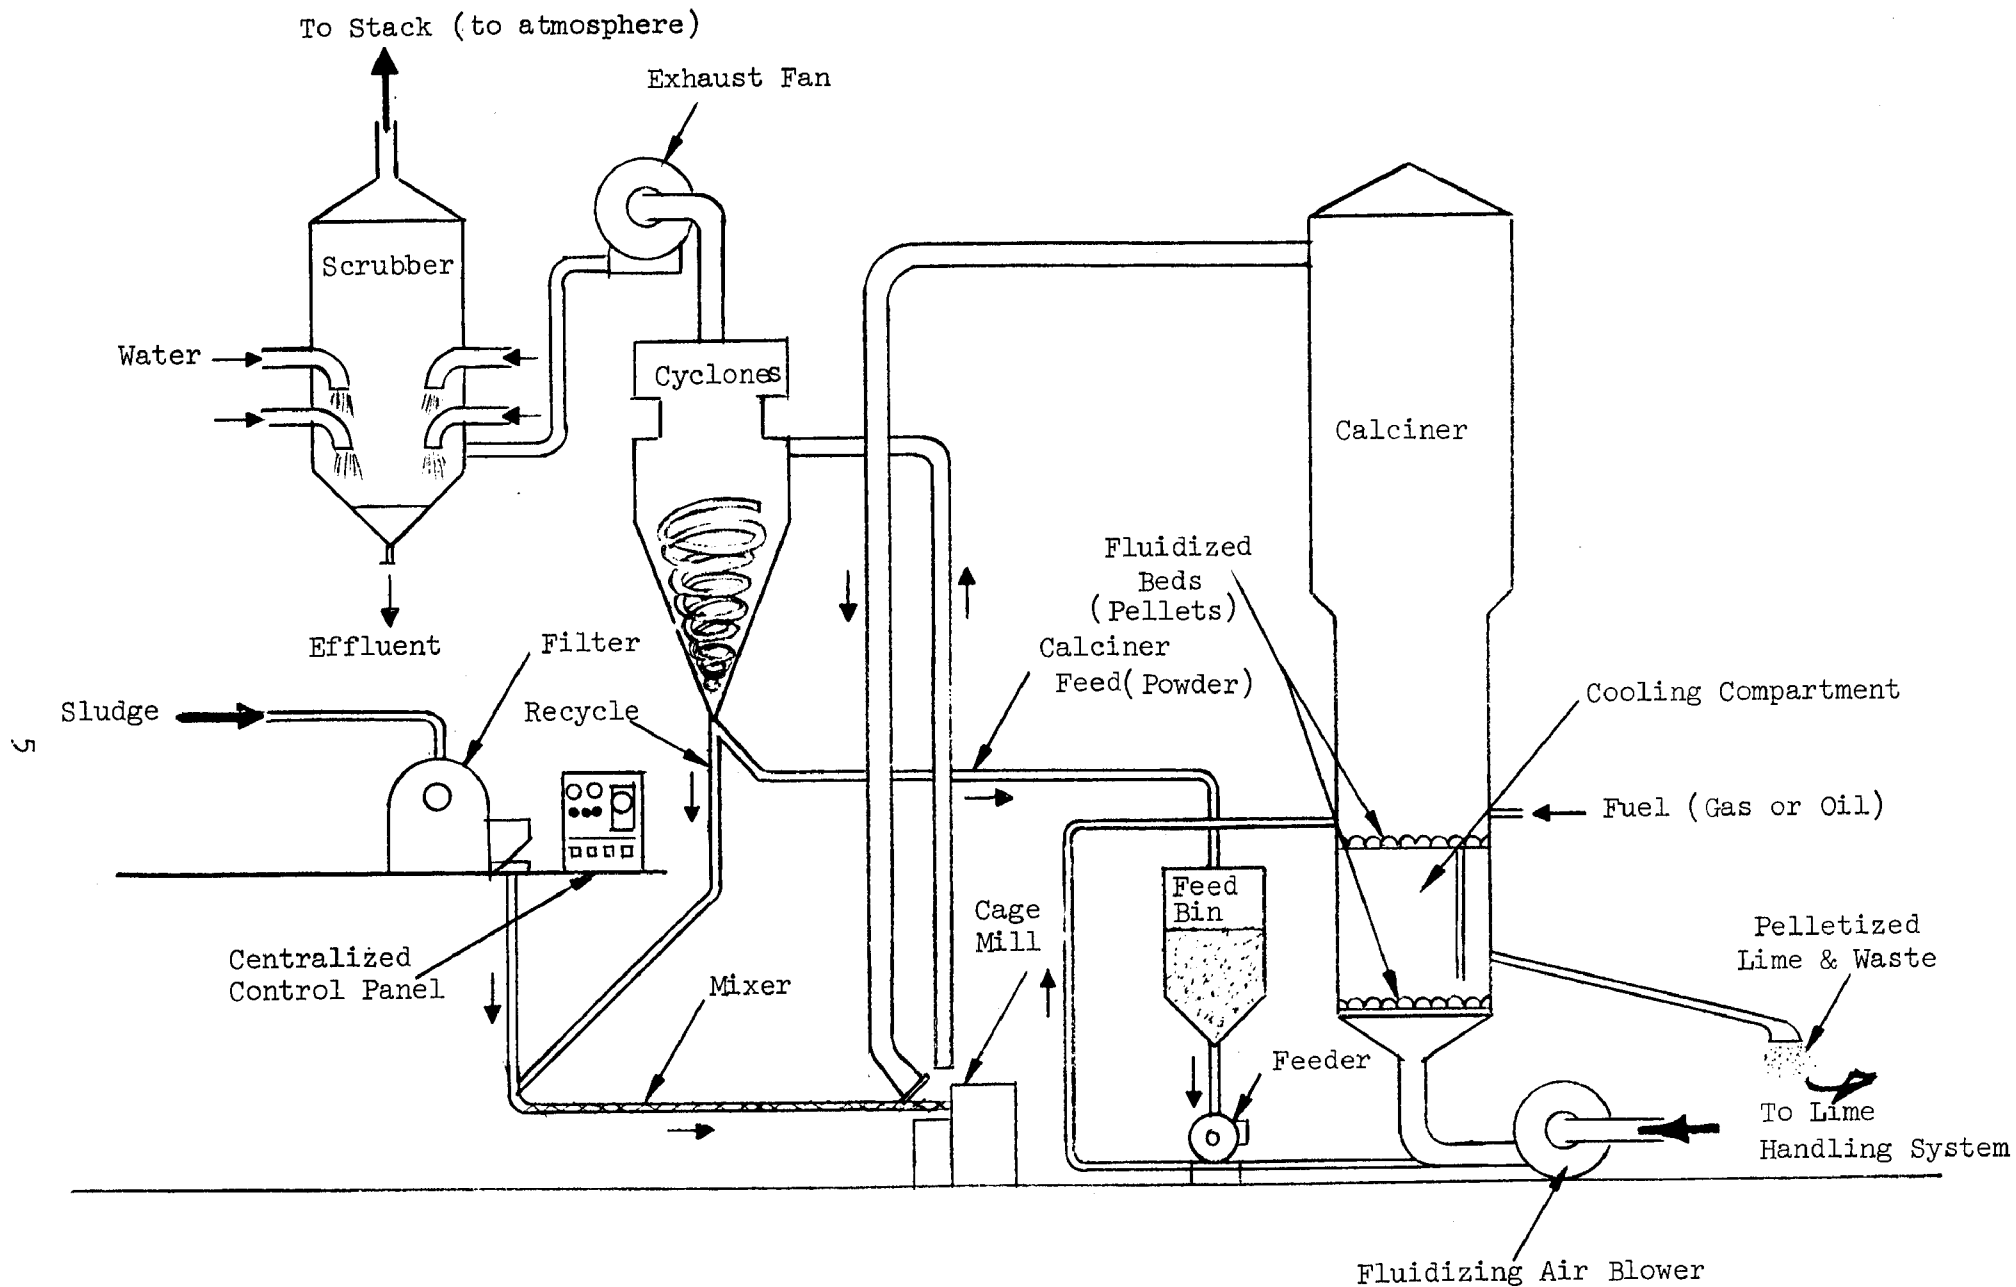 To Stack (to atmosphere)
Exhaust Fan
Scrubber
Water
Cyclones
Calciner
Fluidized
Beds
(Pellets)
Calciner
Feed(Powder)
Effluent
Filter
Sludge
Recycle
Cooling Compartment
5
Fuel (Gas or Oil)
Feed
Bin
Cage
Mill
Centralized
Control Panel
Mixer
Pelletized
Lime & Waste
Feeder
To Lime
Handling System
Fluidizing Air Blower